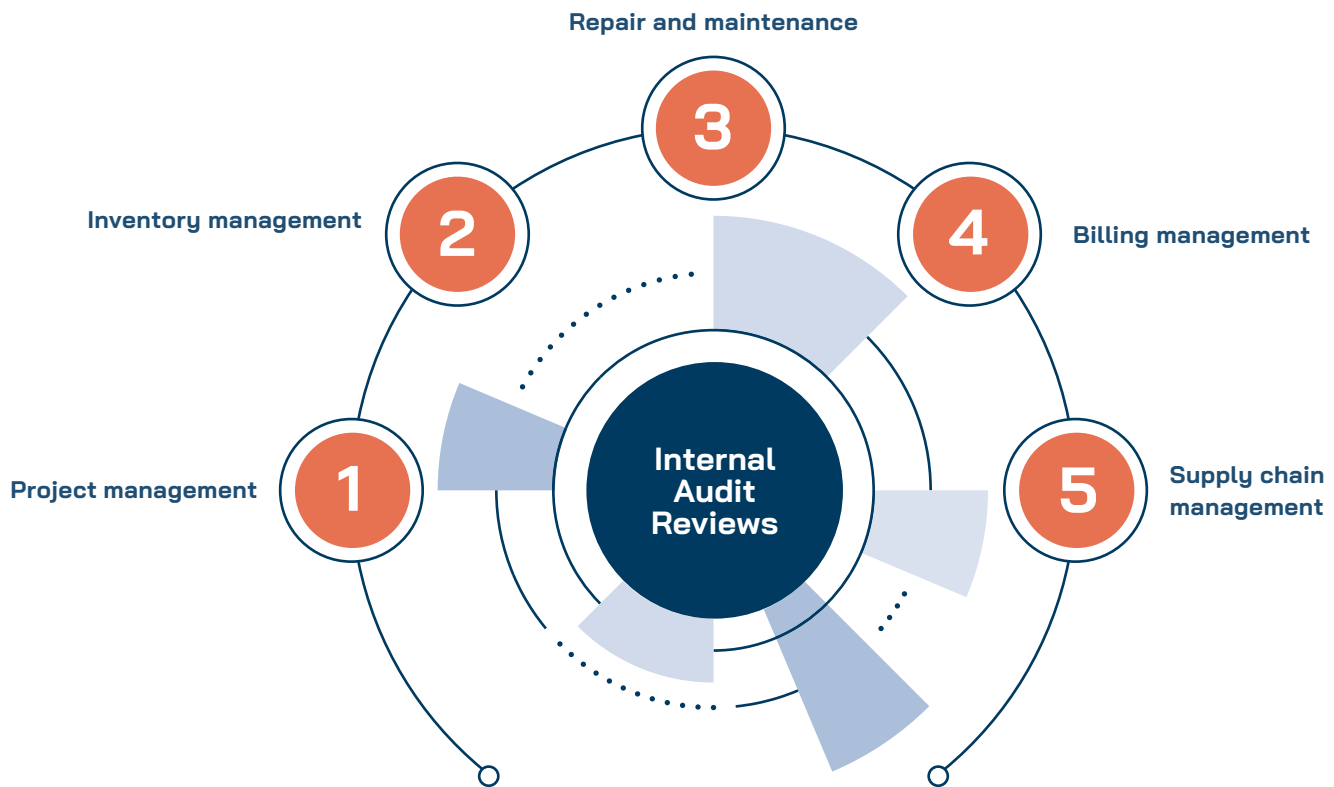 Repair and maintenance
3
2
4
Inventory management
Billing management
Internal
Audit
Reviews
1
5
Project management
Supply chain
management